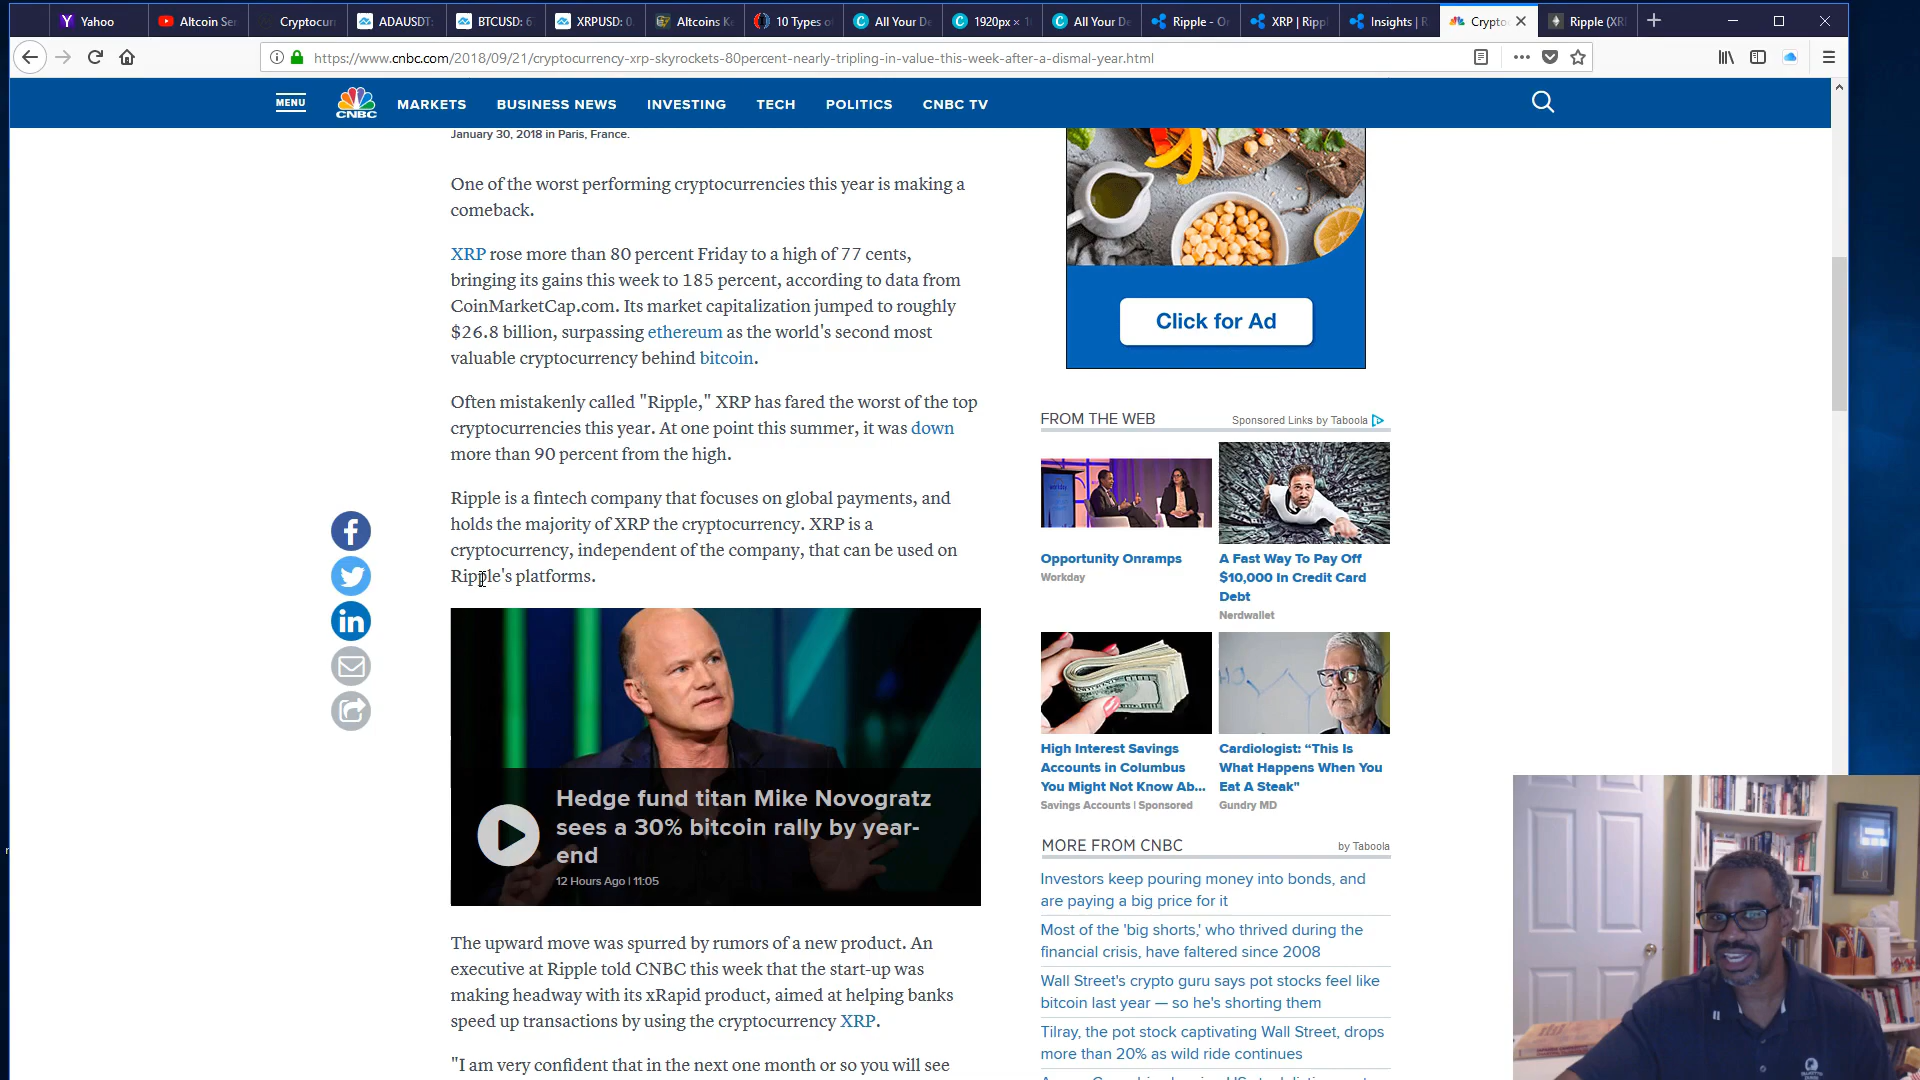 Yahoo
Altcoin Ser
Cryptocurr
ADAUSDT:
BTCUSD: 6
XRPUSD: 0.
Altcoins K
10 Types o
All Your De
1920px × 1
All Your De
Ripple - O
XRP | Rippl
Insights | R
Crypto
Ripple (XR
https://www.cnbc.com/2018/09/21/cryptocurrency-xrp-skyrockets-80percent-nearly-tripling-in-value-this-week-after-a-dismal-year.html
MENU
CNBC
MARKETS
BUSINESS NEWS
INVESTING
TECH
POLITICS
CNBC TV
January 30, 2018 in Paris, France.
One of the worst performing cryptocurrencies this year is making a
comeback.
XRP rose more than 80 percent Friday to a high of 77 cents,
bringing its gains this week to 185 percent, according to data from
CoinMarketCap.com. Its market capitalization jumped to roughly
$26.8 billion, surpassing ethereum as the world's second most
valuable cryptocurrency behind bitcoin.
Often mistakenly called "Ripple," XRP has fared the worst of the top
cryptocurrencies this year. At one point this summer, it was down
more than 90 percent from the high.
Ripple is a fintech company that focuses on global payments, and
holds the majority of XRP the cryptocurrency. XRP is a
cryptocurrency, independent of the company, that can be used on
Ripple's platforms.
Hedge fund titan Mike Novogratz
sees a 30% bitcoin rally by year-
end
12 Hours Ago | 11:05
The upward move was spurred by rumors of a new product. An
executive at Ripple told CNBC this week that the start-up was
making headway with its xRapid product, aimed at helping banks
speed up transactions by using the cryptocurrency XRP.
"I am very confident that in the next one month or so you will see
Click for Ad
FROM THE WEB
Sponsored Links by Taboola
Opportunity Onramps
Workday
A Fast Way To Pay Off
$10,000 In Credit Card
Debt
Nerdwallet
High Interest Savings
Accounts in Columbus
You Might Not Know Ab...
Savings Accounts | Sponsored
Cardiologist: “This Is
What Happens When You
Eat A Steak"
Gundry MD
MORE FROM CNBC
by Taboola
Investors keep pouring money into bonds, and
are paying a big price for it
Most of the 'big shorts,' who thrived during the
financial crisis, have faltered since 2008
Wall Street's crypto guru says pot stocks feel like
bitcoin last year — so he's shorting them
Tilray, the pot stock captivating Wall Street, drops
more than 20% as wild ride continues